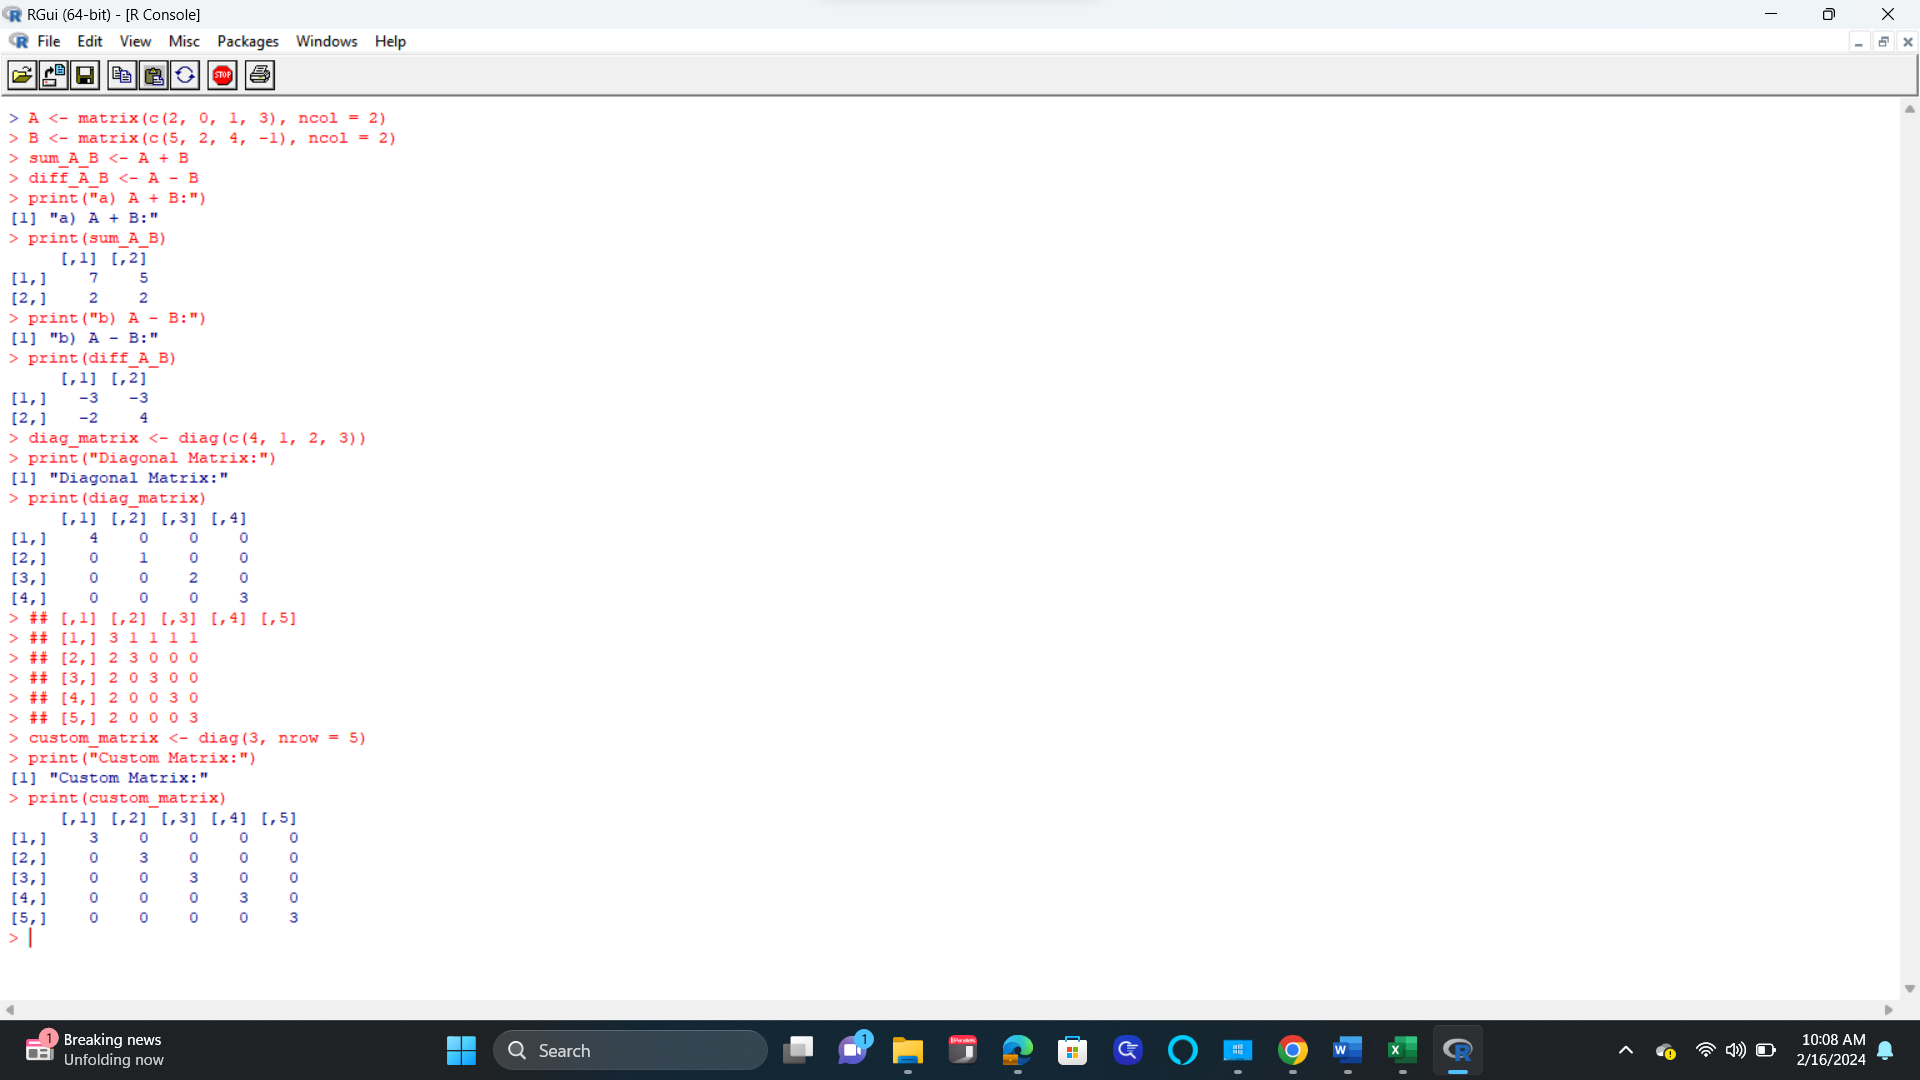 RGui (64-bit) - [R Console]
File Edit View Misc Packages Windows Help
STOP
> A <- matrix(c(2, 0, 1, 3), ncol = 2)
> B <- matrix(c(5, 2, 4, -1), ncol = 2)
> sum_A_B <- A + B
> diff_A_B <- A - B
> print("a) A + B:")
[1] "a) A + B:"
> print(sum_A_B)
     [,1] [,2]
[1,]    7    5
[2,]    2    2
> print("b) A - B:")
[1] "b) A - B:"
> print(diff_A_B)
     [,1] [,2]
[1,]   -3   -3
[2,]   -2    4
> diag_matrix <- diag(c(4, 1, 2, 3))
> print("Diagonal Matrix:")
[1] "Diagonal Matrix:"
> print(diag_matrix)
     [,1] [,2] [,3] [,4]
[1,]    4    0    0    0
[2,]    0    1    0    0
[3,]    0    0    2    0
[4,]    0    0    0    3
> ## [,1] [,2] [,3] [,4] [,5]
> ## [1,] 3 1 1 1 1
> ## [2,] 2 3 0 0 0
> ## [3,] 2 0 3 0 0
> ## [4,] 2 0 0 3 0
> ## [5,] 2 0 0 0 3
> custom_matrix <- diag(3, nrow = 5)
> print("Custom Matrix:")
[1] "Custom Matrix:"
> print(custom_matrix)
     [,1] [,2] [,3] [,4] [,5]
[1,]    3    0    0    0    0
[2,]    0    3    0    0    0
[3,]    0    0    3    0    0
[4,]    0    0    0    3    0
[5,]    0    0    0    0    3
>
1
Breaking news
Unfolding now
Search
1
10:08 AM
2/16/2024